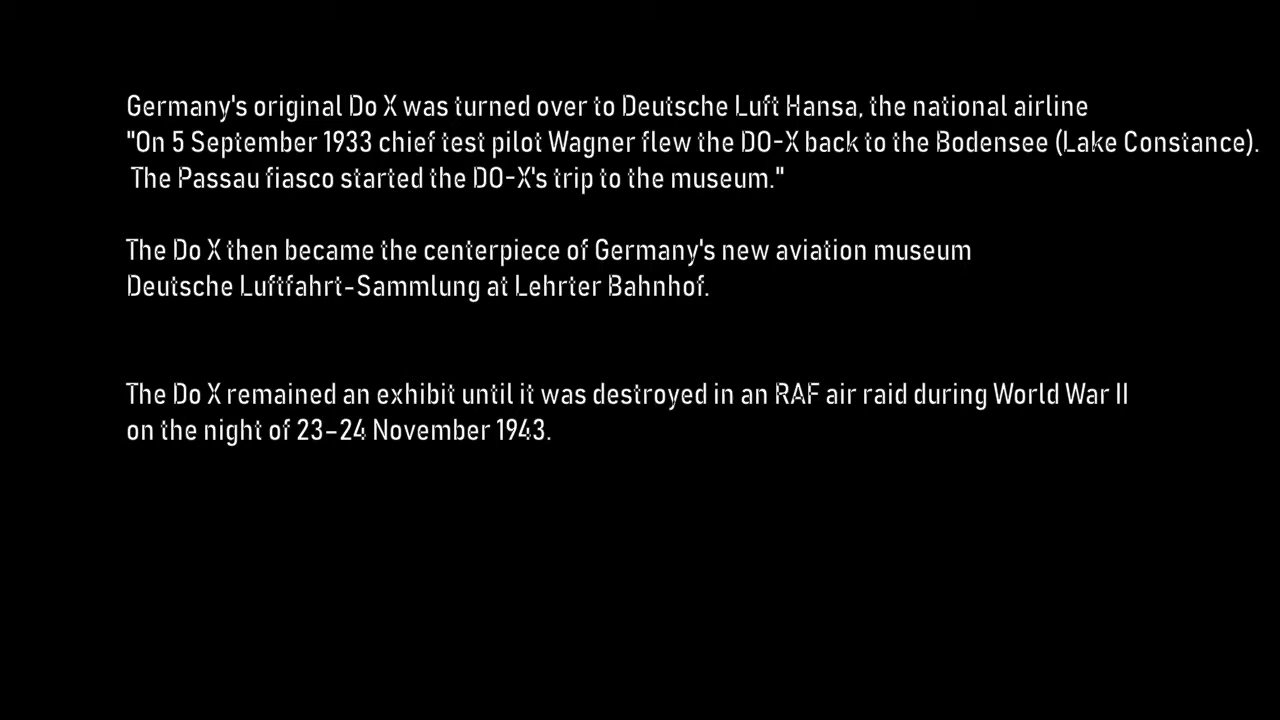 Germany's original Do X was turned over to Deutsche Luft Hansa, the national airline
"On 5 September 1933 chief test pilot Wagner flew the DO-X back to the Bodensee (Lake Constance).
The Passau fiasco started the DO-X's trip to the museum."
The Do X then became the centerpiece of Germany's new aviation museum
Deutsche Luftfahrt-Sammlung at Lehrter Bahnhof.
The Do X remained an exhibit until it was destroyed in an RAF air raid during World War II
on the night of 23–24 November 1943.